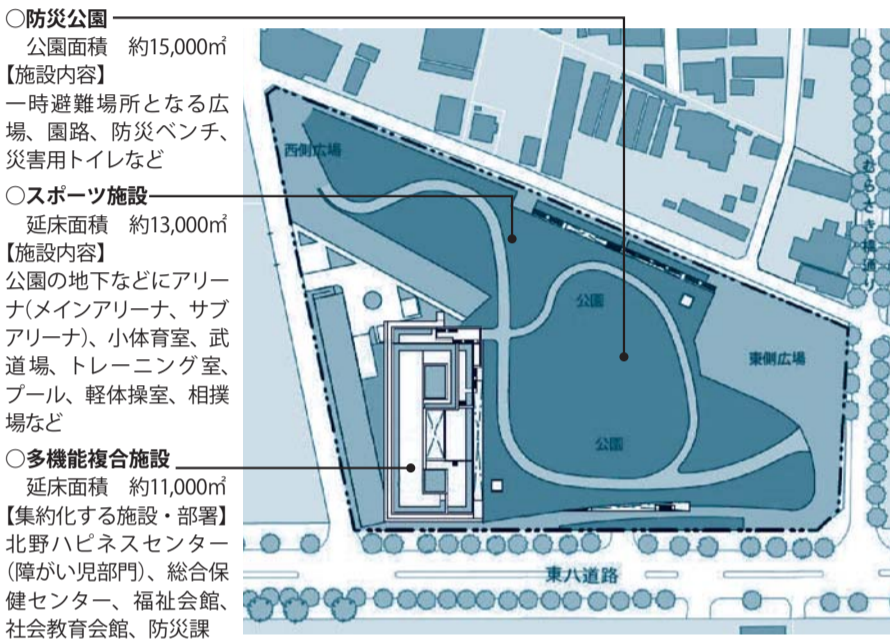 ○防災公園
公園面積　約15,000㎡
【施設内容】
一時避難場所となる広
場、園路、防災ベンチ、
災害用トイレなど
○スポーツ施設
延床面積　約13,000㎡
【施設内容】
公園の地下などにアリー
ナ(メインアリーナ、サブ
アリーナ)、小体育室、武
道場、トレーニング室、
プール、軽体操室、相撲
場など
○多機能複合施設
延床面積　約11,000㎡
【集約化する施設・部署】
北野ハピネスセンター
(障がい児部門)、総合保
健センター、福祉会館、
社会教育会館、防災課
西側広場
公園
東側広場
公園
むらさき橋通り
東八道路